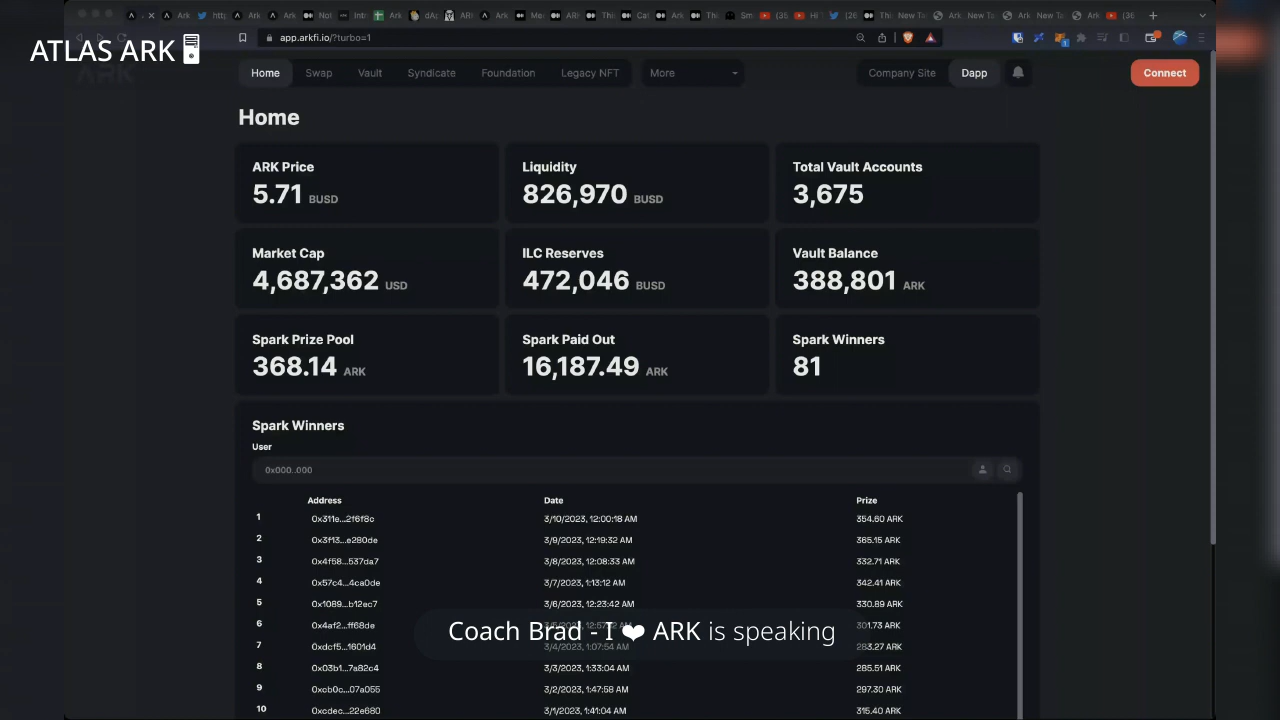 ATLAS ARK
app.arkfi.io/?turbo=1
Home Swap Vault Syndicate Foundation Legacy NFT More Company Site Dapp Connect
Home
ARK Price Liquidity Total Vault Accounts
5.71 BUSD 826,970 BUSD 3,675
Market Cap ILC Reserves Vault Balance
4,687,362 USD 472,046 BUSD 388,801 ARK
Spark Prize Pool Spark Paid Out Spark Winners
368.14 ARK 16,187.49 ARK 81
Spark Winners
User
0x000..000
Address Date Prize
1 0x311e...2f6f8c 3/10/2023, 12:00:18 AM 354.60 ARK
2 0x3f13...e280de 3/9/2023, 12:19:32 AM 365.15 ARK
3 0x4f58...537da7 3/8/2023, 12:08:33 AM 332.71 ARK
4 0x57c4...4ca0de 3/7/2023, 1:13:12 AM 342.41 ARK
5 0x1089...b12ec7 3/6/2023, 12:23:42 AM 330.89 ARK
6 0x4af2...ff68de 301.73 ARK
Coach Brad - I ❤ ARK is speaking
7 0xdcf5...1601d4 3/4/2023, 1:07:54 AM 283.27 ARK
8 0x03b1...7a82c4 3/3/2023, 1:33:04 AM 285.51 ARK
9 0xcb0c...07a055 3/2/2023, 1:47:58 AM 297.30 ARK
10 0xcdec...22e680 3/1/2023, 1:41:04 AM 315.40 ARK